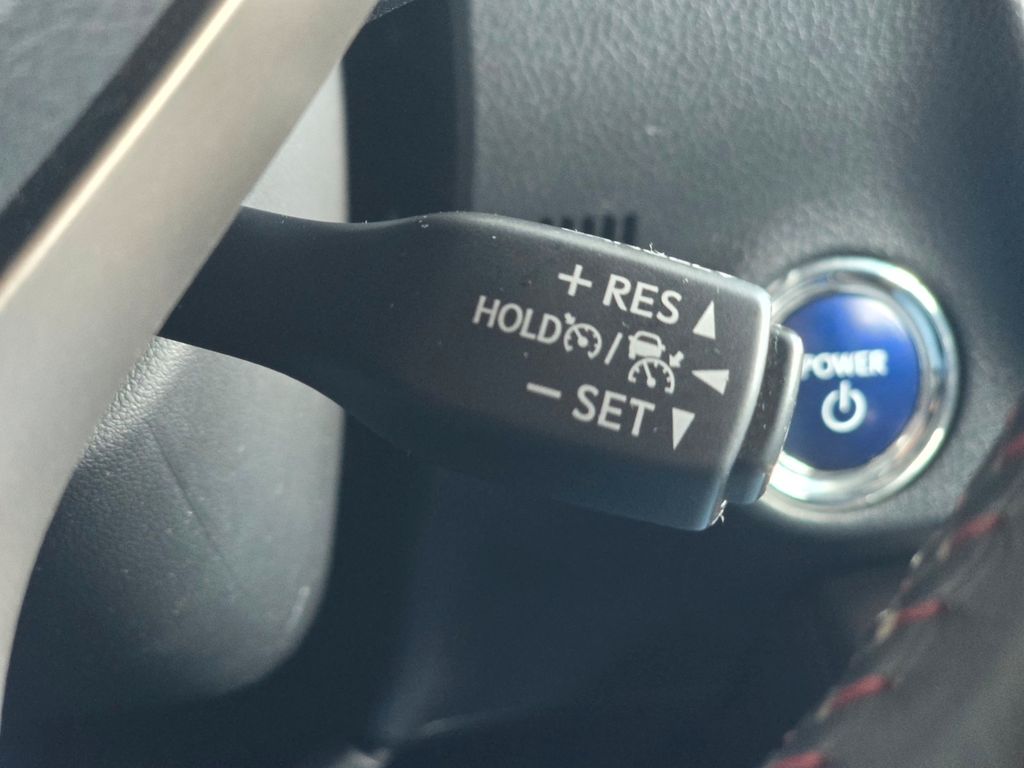 + RES
HOLD /
− SET
POWER